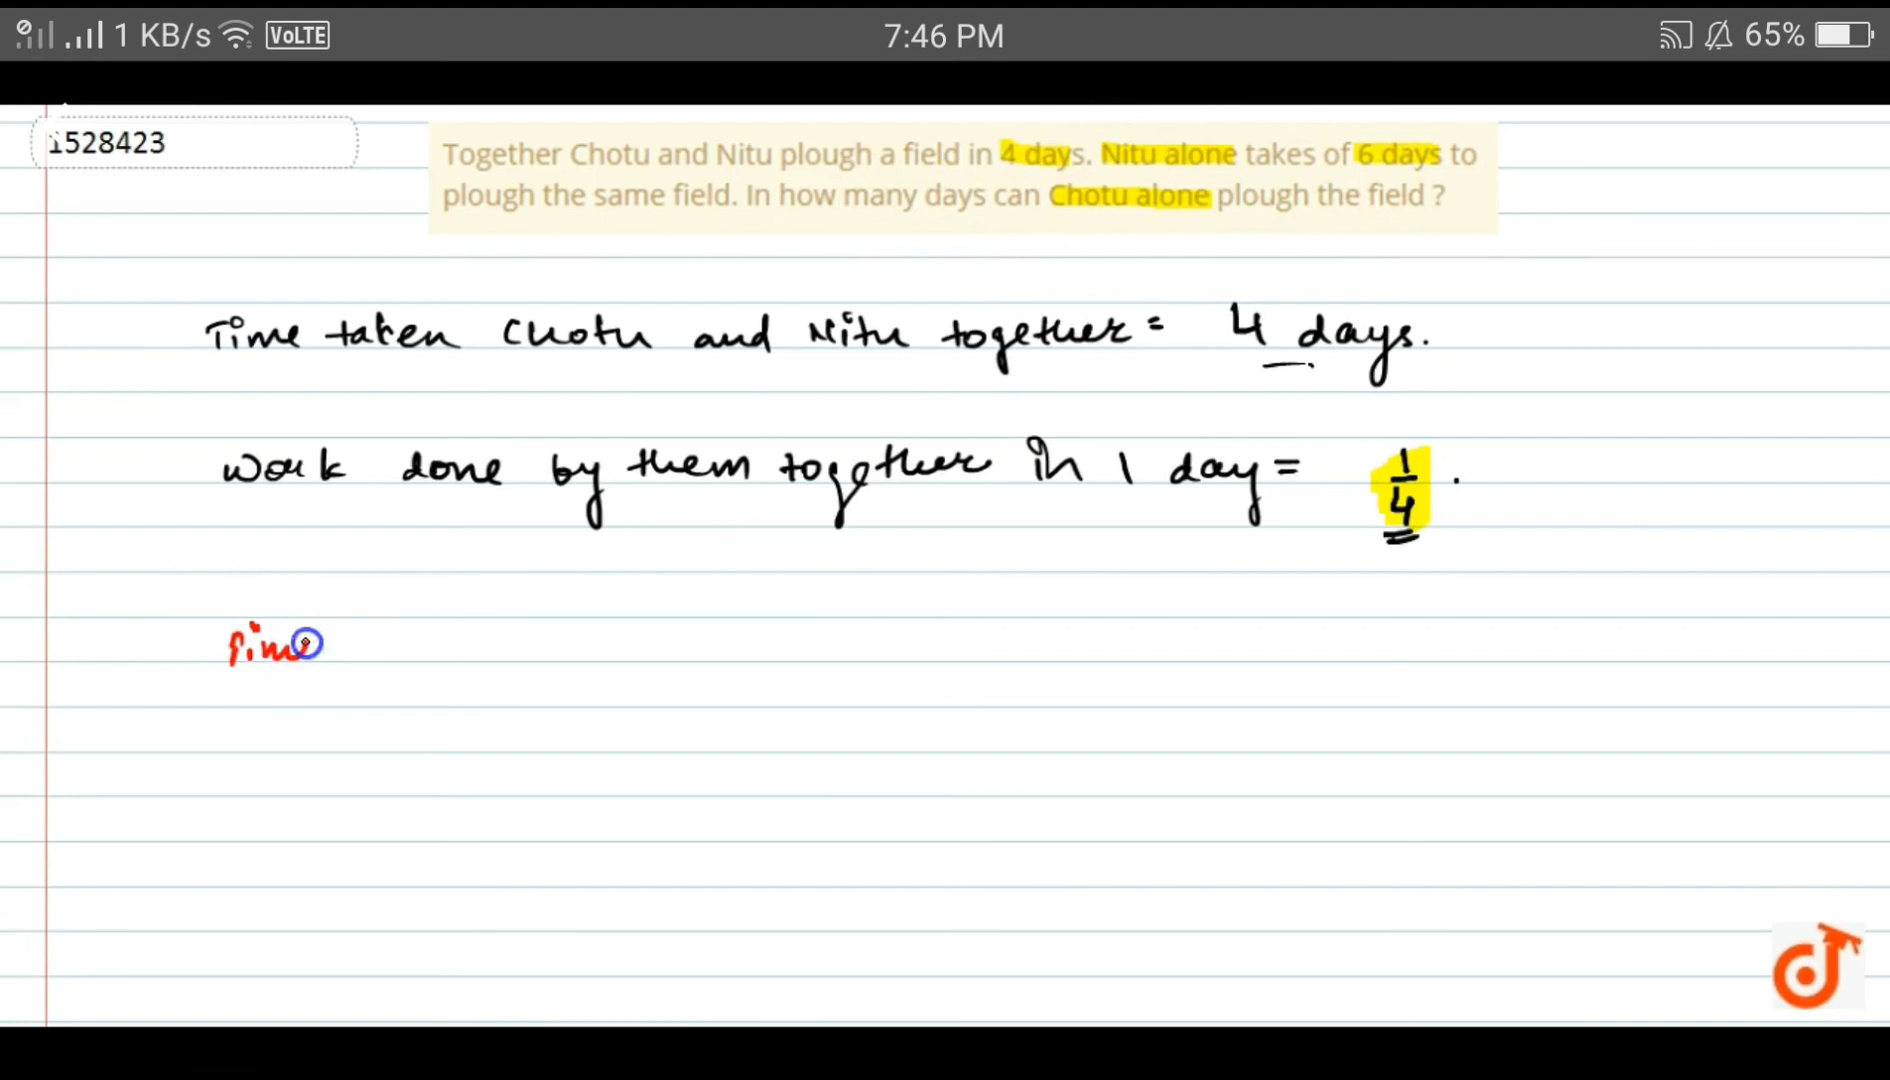 1 KB/s VoLTE 7:46 PM 65%
1528423
Together Chotu and Nitu plough a field in 4 days. Nitu alone takes of 6 days to
plough the same field. In how many days can Chotu alone plough the field ?
Time taken Chotu and Nitu together = 4 days.
Work done by them together in 1 day = 1/4 .